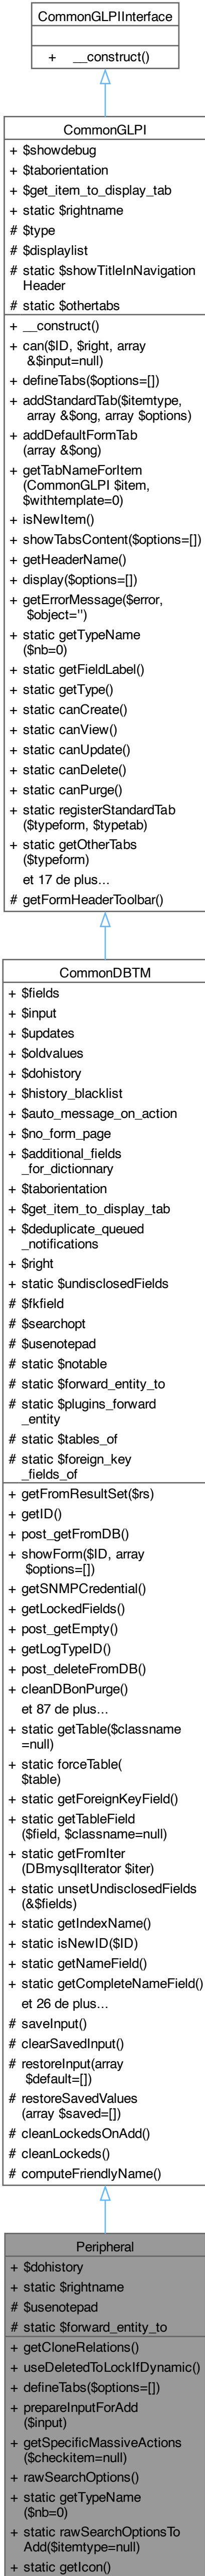 CommonGLPIInterface
+ __construct()
CommonGLPI
+ $showdebug
+ $taborientation
+ $get_item_to_display_tab
+ static $rightname
# $type
# $displaylist
# static $showTitleInNavigation
Header
# static $othertabs
+ __construct()
+ can($ID, $right, array
&$input=null)
+ defineTabs($options=[])
+ addStandardTab($itemtype,
array &$ong, array $options)
+ addDefaultFormTab
(array &$ong)
+ getTabNameForItem
(CommonGLPI $item,
$withtemplate=0)
+ isNewItem()
+ showTabsContent($options=[])
+ getHeaderName()
+ display($options=[])
+ getErrorMessage($error,
$object='')
+ static getTypeName
($nb=0)
+ static getFieldLabel()
+ static getType()
+ static canCreate()
+ static canView()
+ static canUpdate()
+ static canDelete()
+ static canPurge()
+ static registerStandardTab
($typeform, $typetab)
+ static getOtherTabs
($typeform)
et 17 de plus...
# getFormHeaderToolbar()
CommonDBTM
+ $fields
+ $input
+ $updates
+ $oldvalues
+ $dohistory
+ $history_blacklist
+ $auto_message_on_action
+ $no_form_page
+ $additional_fields
_for_dictionnary
+ $taborientation
+ $get_item_to_display_tab
+ $deduplicate_queued
_notifications
+ $right
+ static $undisclosedFields
# $fkfield
# $searchopt
# $usenotepad
# static $notable
# static $forward_entity_to
# static $plugins_forward
_entity
# static $tables_of
# static $foreign_key
_fields_of
+ getFromResultSet($rs)
+ getID()
+ post_getFromDB()
+ showForm($ID, array
$options=[])
+ getSNMPCredential()
+ getLockedFields()
+ post_getEmpty()
+ getLogTypeID()
+ post_deleteFromDB()
+ cleanDBonPurge()
et 87 de plus...
+ static getTable($classname
=null)
+ static forceTable(
$table)
+ static getForeignKeyField()
+ static getTableField
($field, $classname=null)
+ static getFromIter
(DBmysqlIterator $iter)
+ static unsetUndisclosedFields
(&$fields)
+ static getIndexName()
+ static isNewID($ID)
+ static getNameField()
+ static getCompleteNameField()
et 26 de plus...
# saveInput()
# clearSavedInput()
# restoreInput(array
$default=[])
# restoreSavedValues
(array $saved=[])
# cleanLockedsOnAdd()
# cleanLockeds()
# computeFriendlyName()
Peripheral
+ $dohistory
+ static $rightname
# $usenotepad
# static $forward_entity_to
+ getCloneRelations()
+ useDeletedToLockIfDynamic()
+ defineTabs($options=[])
+ prepareInputForAdd
($input)
+ getSpecificMassiveActions
($checkitem=null)
+ rawSearchOptions()
+ static getTypeName
($nb=0)
+ static rawSearchOptionsTo
Add($itemtype=null)
+ static getIcon()